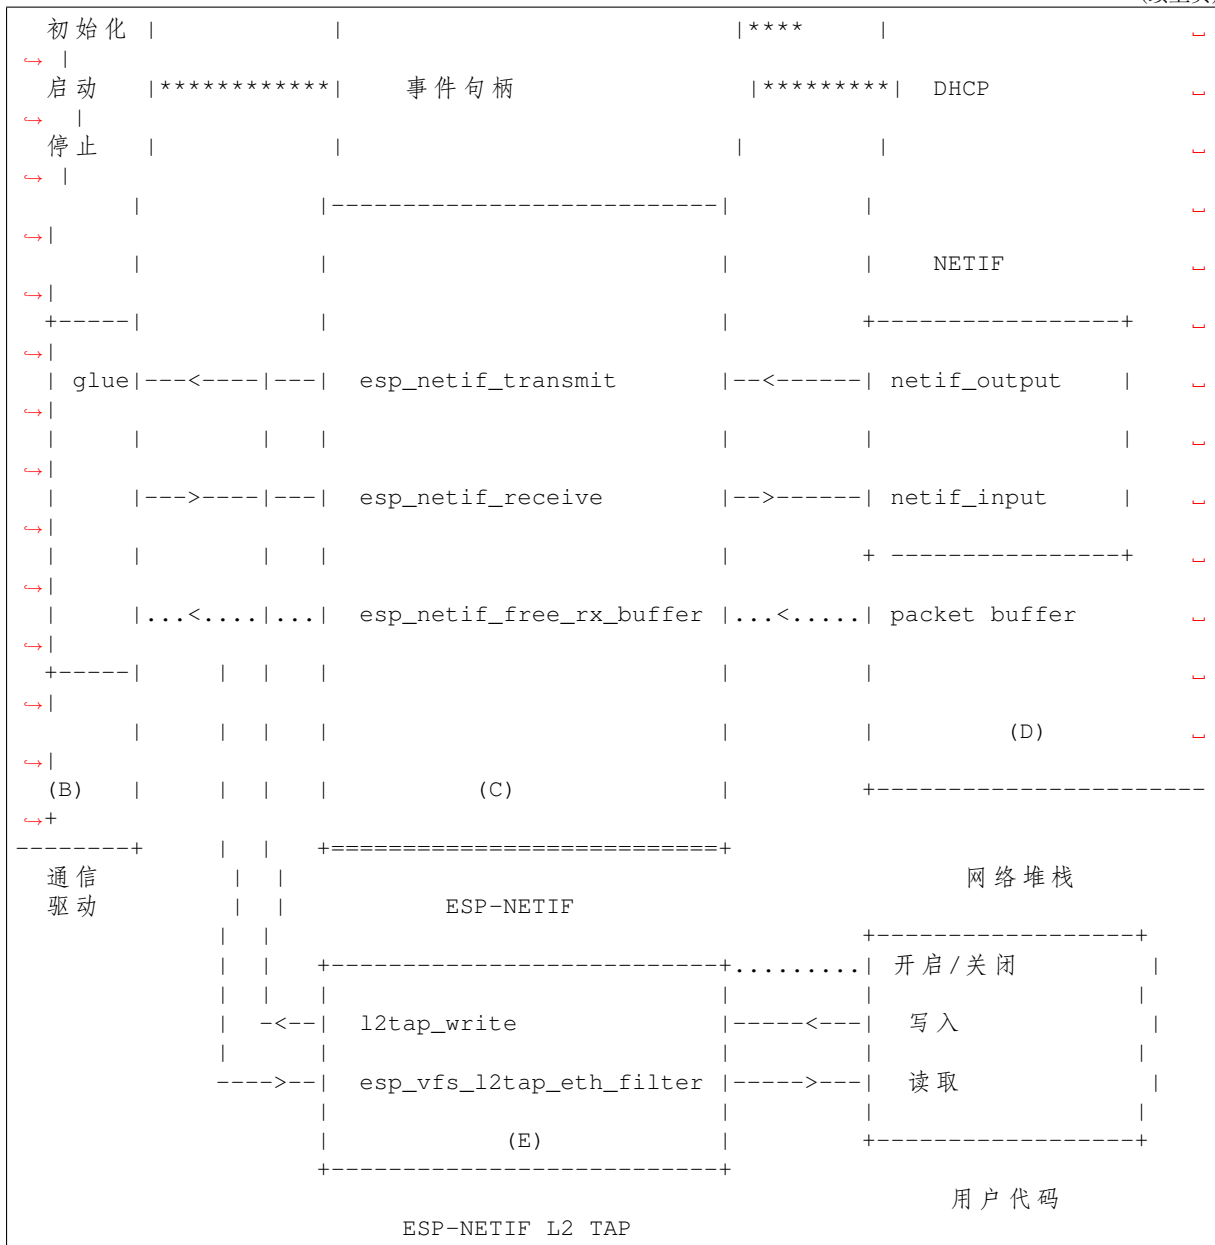 初始化 |            |                           |****     |                     ␣
↪ |
启动   |************|    事件句柄                |*********|  DHCP               ␣
↪  |
停止   |            |                           |         |                     ␣
↪ |
       |            |---------------------------|         |                     ␣
↪|
       |            |                           |         |    NETIF            ␣
↪|
 +-----|            |                           |         +-----------------+   ␣
↪|
 | glue|---<----|---|  esp_netif_transmit       |--<------| netif_output    |   ␣
↪|
 |     |        |   |                           |         |                 |   ␣
↪|
 |     |--->----|---|  esp_netif_receive        |-->------| netif_input     |   ␣
↪|
 |     |        |   |                           |         + ----------------+   ␣
↪|
 |     |...<....|...|  esp_netif_free_rx_buffer |...<.....| packet buffer       ␣
↪|
 +-----|     |  |   |                           |         |                     ␣
↪|
       |     |  |   |                           |         |         (D)         ␣
↪|
 (B)   |     |  |   |          (C)              |         +-----------------------
↪+
--------+     |  |   +===========================+
通信          |  |                                               网络堆栈
驱动          |  |           ESP-NETIF
              |  |                                         +------------------+
              |  |   +---------------------------+.........| 开启/关闭         |
              |  |   |                           |         |                  |
              |  -<--|  l2tap_write              |-----<---|  写入             |
              |      |                           |         |                  |
              ---->--|  esp_vfs_l2tap_eth_filter |----->---|  读取             |
                     |                           |         |                  |
                     |            (E)            |         +------------------+
                     +---------------------------+
                                                                用户代码
                          ESP-NETIF L2 TAP